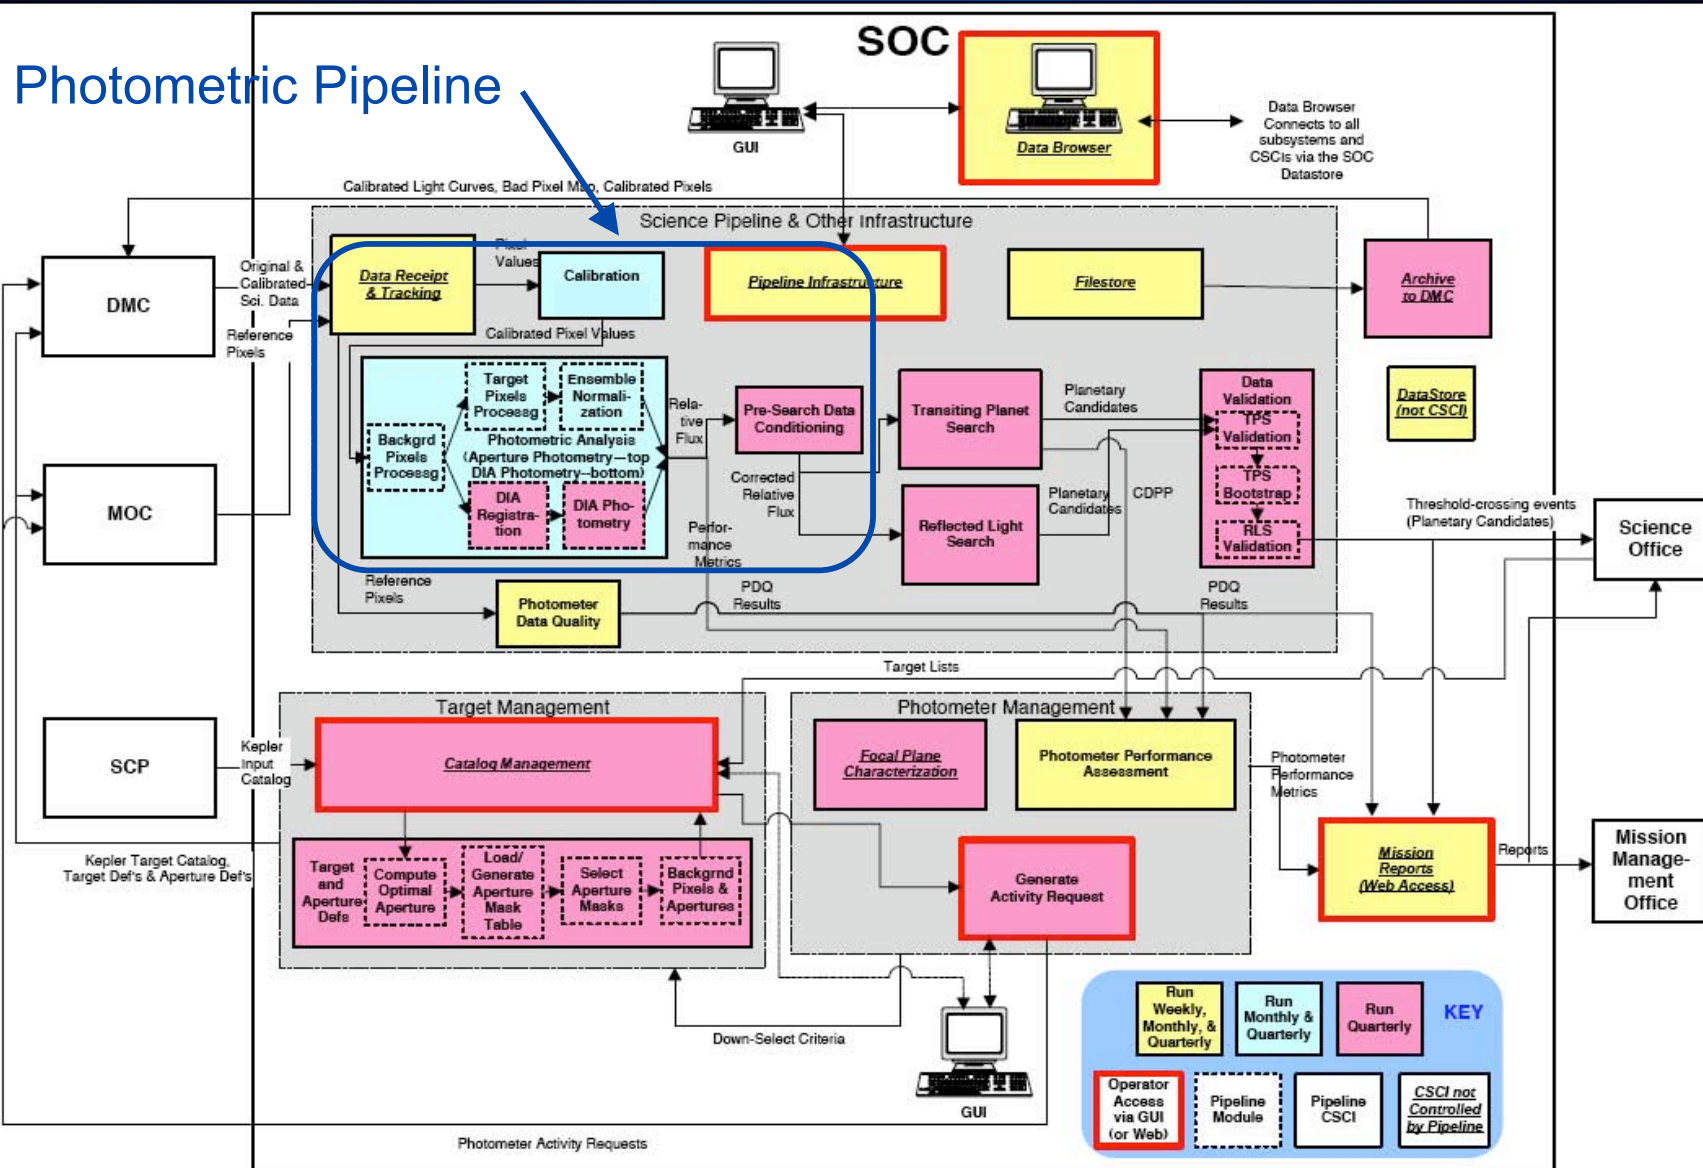 SOC
Photometric Pipeline
GUI
Data Browser
Data Browser
Connects to all
subsystems and
CSCIs via the SOC
Datastore
Calibrated Light Curves, Bad Pixel Map, Calibrated Pixels
Science Pipeline & Other Infrastructure
DMC
Original &
Calibrated
Sci. Data
Reference
Pixels
Data Receipt
& Tracking
Pixel
Values
Calibration
Pipeline Infrastructure
Filestore
Archive
to DMC
Calibrated Pixel Values
Target
Pixels
Processg
Ensemble
Normali-
zation
Backgrd
Pixels
Processg
Photometric Analysis
(Aperture Photometry—top
DIA Photometry--bottom)
DIA
Registra-
tion
DIA Pho-
tometry
Rela-
tive
Flux
Pre-Search Data
Conditioning
Transiting Planet
Search
Planetary
Candidates
Data
Validation
TPS
Validation
TPS
Bootstrap
RLS
Validation
DataStore
(not CSCI)
MOC
Corrected
Relative
Flux
Reflected Light
Search
Planetary
Candidates
CDPP
Perfor-
mance
Metrics
Threshold-crossing events
(Planetary Candidates)
Science
Office
Reference
Pixels
Photometer
Data Quality
PDQ
Results
PDQ
Results
Target Lists
Target Management
Photometer Management
SCP
Kepler
Input
Catalog
Catalog Management
Focal Plane
Characterization
Photometer Performance
Assessment
Photometer
Performance
Metrics
Kepler Target Catalog,
Target Def's & Aperture Def's
Target
and
Aperture
Defs
Compute
Optimal
Aperture
Load/
Generate
Aperture
Mask
Table
Select
Aperture
Masks
Backgrnd
Pixels &
Apertures
Generate
Activity Request
Mission
Reports
(Web Access)
Reports
Mission
Manage-
ment
Office
Down-Select Criteria
GUI
Photometer Activity Requests
Run
Weekly,
Monthly, &
Quarterly
Run
Monthly &
Quarterly
Run
Quarterly
KEY
Operator
Access
via GUI
(or Web)
Pipeline
Module
Pipeline
CSCI
CSCI not
Controlled
by Pipeline